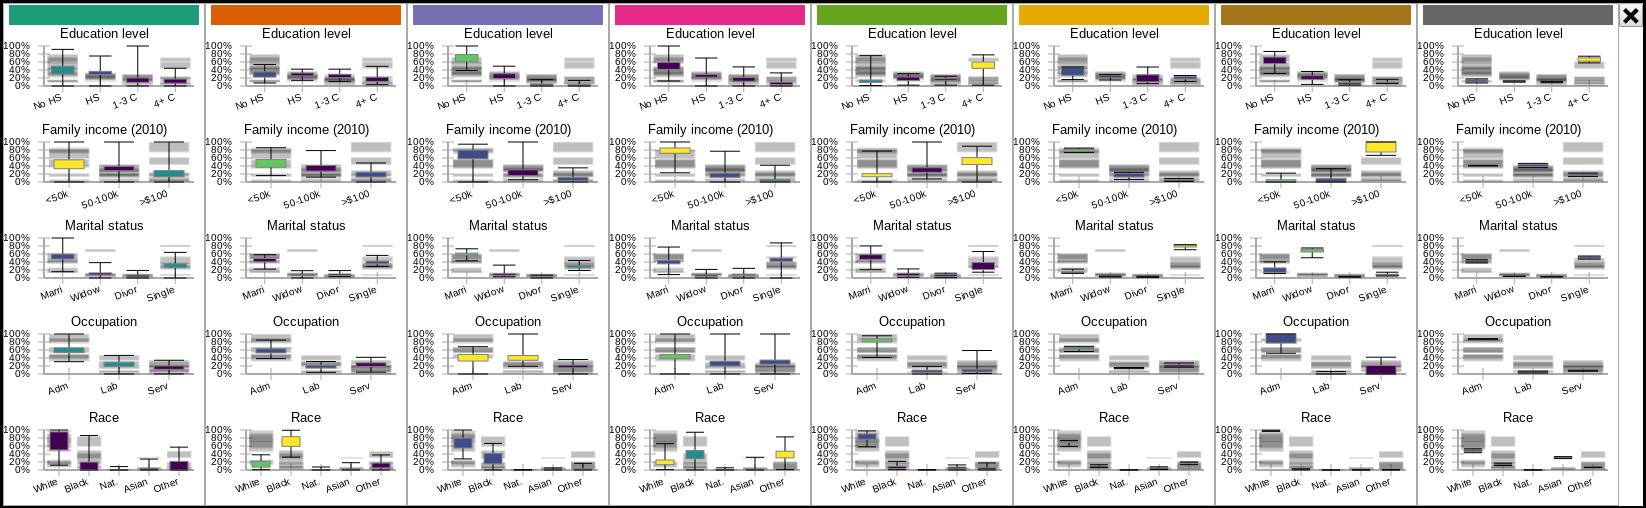 Education level Education level Education level Education level Education level Education level Education level Education level
100% 100% 100% 100% 100% 100% 100% 100%
80% 80% 80% 80% 80% 80% 80% 80%
60% 60% 60% 60% 60% 60% 60% 60%
40% 40% 40% 40% 40% 40% 40% 40%
20% 20% 20% 20% 20% 20% 20% 20%
0% 0% 0% 0% 0% 0% 0% 0%
No HS HS 1-3 C 4+ C No HS HS 1-3 C 4+ C No HS HS 1-3 C 4+ C No HS HS 1-3 C 4+ C No HS HS 1-3 C 4+ C No HS HS 1-3 C 4+ C No HS HS 1-3 C 4+ C No HS HS 1-3 C 4+ C
Family income (2010) Family income (2010) Family income (2010) Family income (2010) Family income (2010) Family income (2010) Family income (2010) Family income (2010)
100% 100% 100% 100% 100% 100% 100% 100%
80% 80% 80% 80% 80% 80% 80% 80%
60% 60% 60% 60% 60% 60% 60% 60%
40% 40% 40% 40% 40% 40% 40% 40%
20% 20% 20% 20% 20% 20% 20% 20%
0% 0% 0% 0% 0% 0% 0% 0%
<50k 50-100k >$100 <50k 50-100k >$100 <50k 50-100k >$100 <50k 50-100k >$100 <50k 50-100k >$100 <50k 50-100k >$100 <50k 50-100k >$100 <50k 50-100k >$100
Marital status Marital status Marital status Marital status Marital status Marital status Marital status Marital status
100% 100% 100% 100% 100% 100% 100% 100%
80% 80% 80% 80% 80% 80% 80% 80%
60% 60% 60% 60% 60% 60% 60% 60%
40% 40% 40% 40% 40% 40% 40% 40%
20% 20% 20% 20% 20% 20% 20% 20%
0% 0% 0% 0% 0% 0% 0% 0%
Marri Widow Divor Single Marri Widow Divor Single Marri Widow Divor Single Marri Widow Divor Single Marri Widow Divor Single Marri Widow Divor Single Marri Widow Divor Single Marri Widow Divor Single
Occupation Occupation Occupation Occupation Occupation Occupation Occupation Occupation
100% 100% 100% 100% 100% 100% 100% 100%
80% 80% 80% 80% 80% 80% 80% 80%
60% 60% 60% 60% 60% 60% 60% 60%
40% 40% 40% 40% 40% 40% 40% 40%
20% 20% 20% 20% 20% 20% 20% 20%
0% 0% 0% 0% 0% 0% 0% 0%
Adm Lab Serv Adm Lab Serv Adm Lab Serv Adm Lab Serv Adm Lab Serv Adm Lab Serv Adm Lab Serv Adm Lab Serv
Race Race Race Race Race Race Race Race
100% 100% 100% 100% 100% 100% 100% 100%
80% 80% 80% 80% 80% 80% 80% 80%
60% 60% 60% 60% 60% 60% 60% 60%
40% 40% 40% 40% 40% 40% 40% 40%
20% 20% 20% 20% 20% 20% 20% 20%
0% 0% 0% 0% 0% 0% 0% 0%
White Black Nat. Asian Other White Black Nat. Asian Other White Black Nat. Asian Other White Black Nat. Asian Other White Black Nat. Asian Other White Black Nat. Asian Other White Black Nat. Asian Other White Black Nat. Asian Other